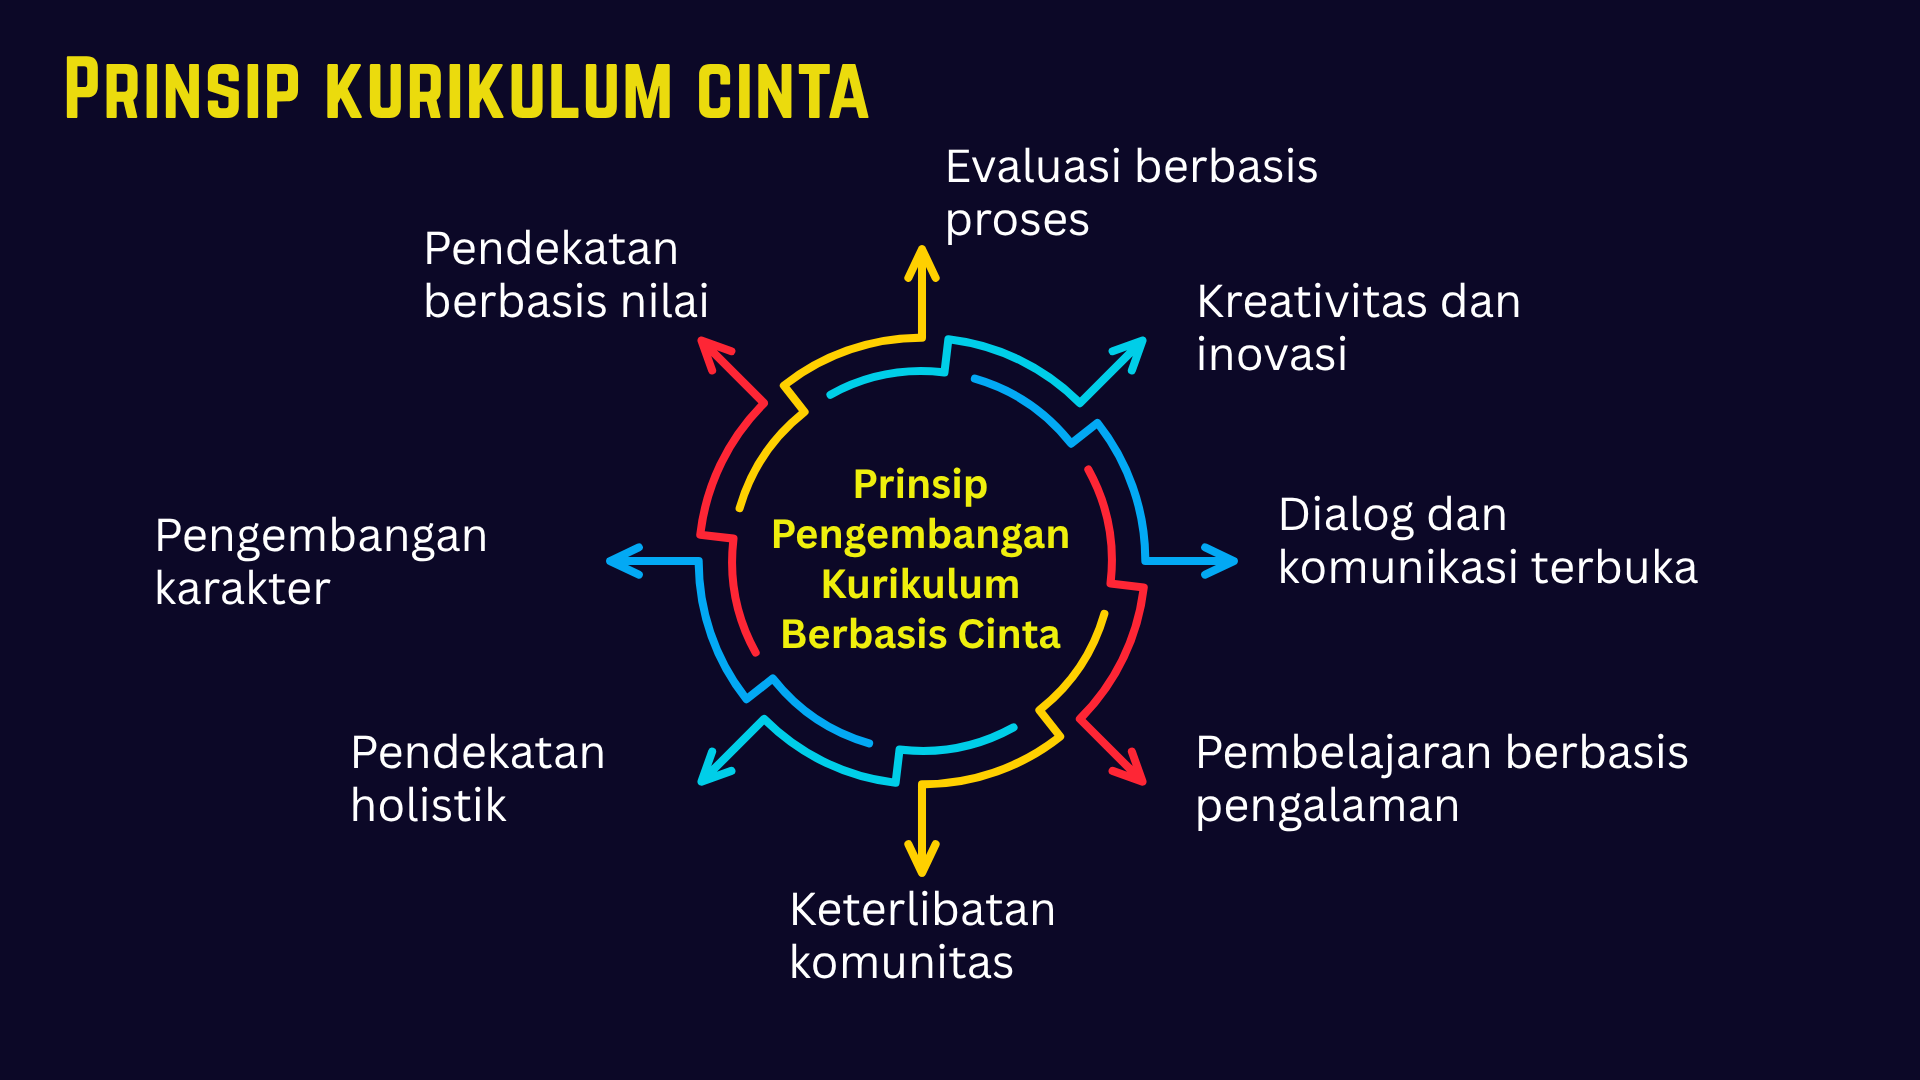 PRINSIP KURIKULUM CINTA
Evaluasi berbasis
proses
Pendekatan
berbasis nilai
Kreativitas dan
inovasi
Prinsip
Pengembangan
Kurikulum
Berbasis Cinta
Pengembangan
karakter
Dialog dan
komunikasi terbuka
Pendekatan
holistik
Pembelajaran berbasis
pengalaman
Keterlibatan
komunitas